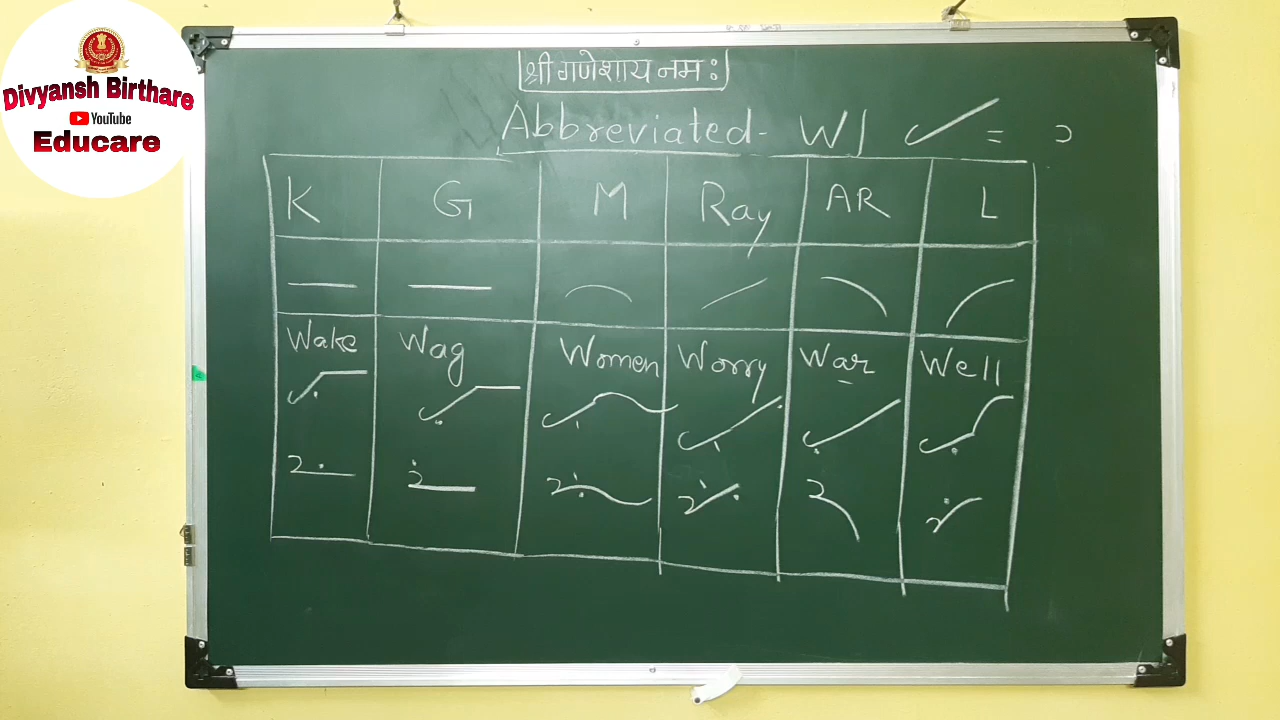 Divyansh Birthare
YouTube
Educare
श्री गणेशाय नमः
Abbreviated- W =
K G M Ray AR L
Wake Wag Women Worry War Well